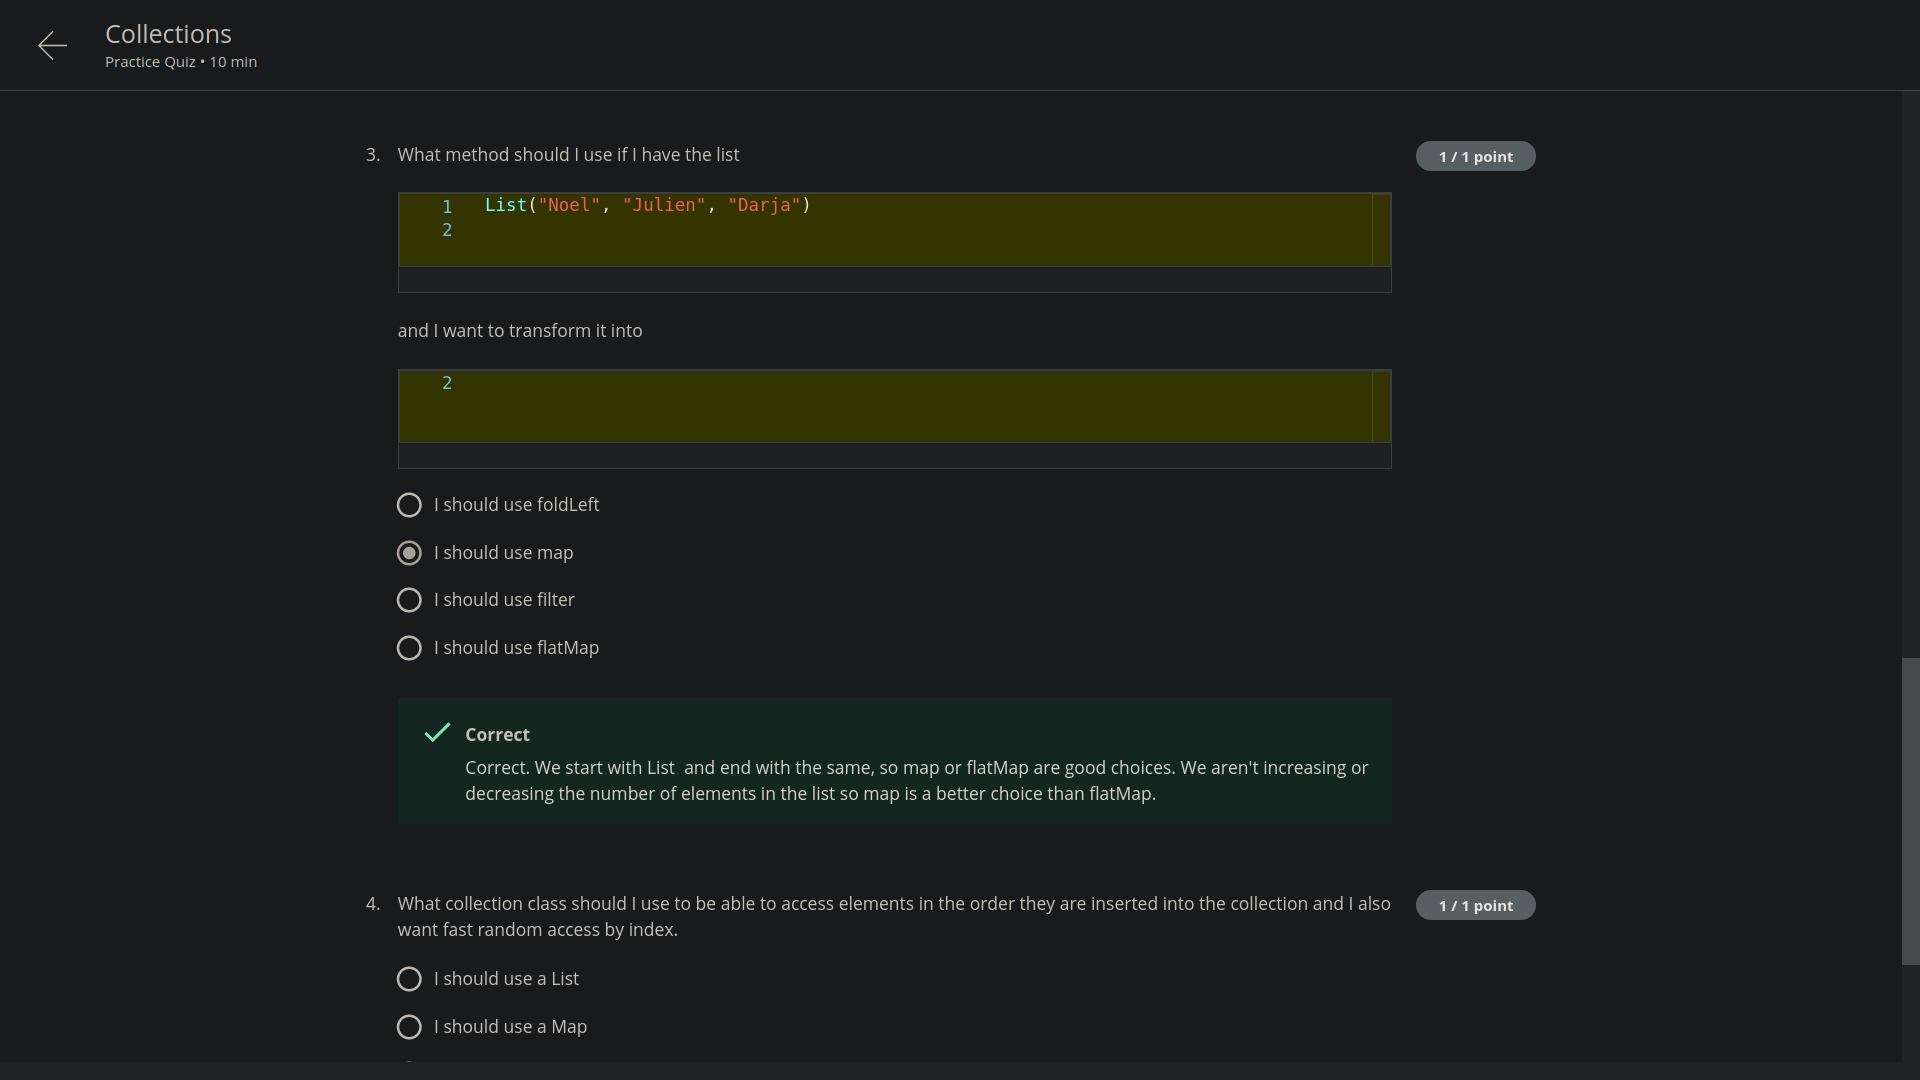 Collections
Practice Quiz • 10 min
3. What method should I use if I have the list
1 / 1 point
1 List("Noel", "Julien", "Darja")
2
and I want to transform it into
2
I should use foldLeft
I should use map
I should use filter
I should use flatMap
Correct
Correct. We start with List  and end with the same, so map or flatMap are good choices. We aren't increasing or
decreasing the number of elements in the list so map is a better choice than flatMap.
4. What collection class should I use to be able to access elements in the order they are inserted into the collection and I also
want fast random access by index.
1 / 1 point
I should use a List
I should use a Map